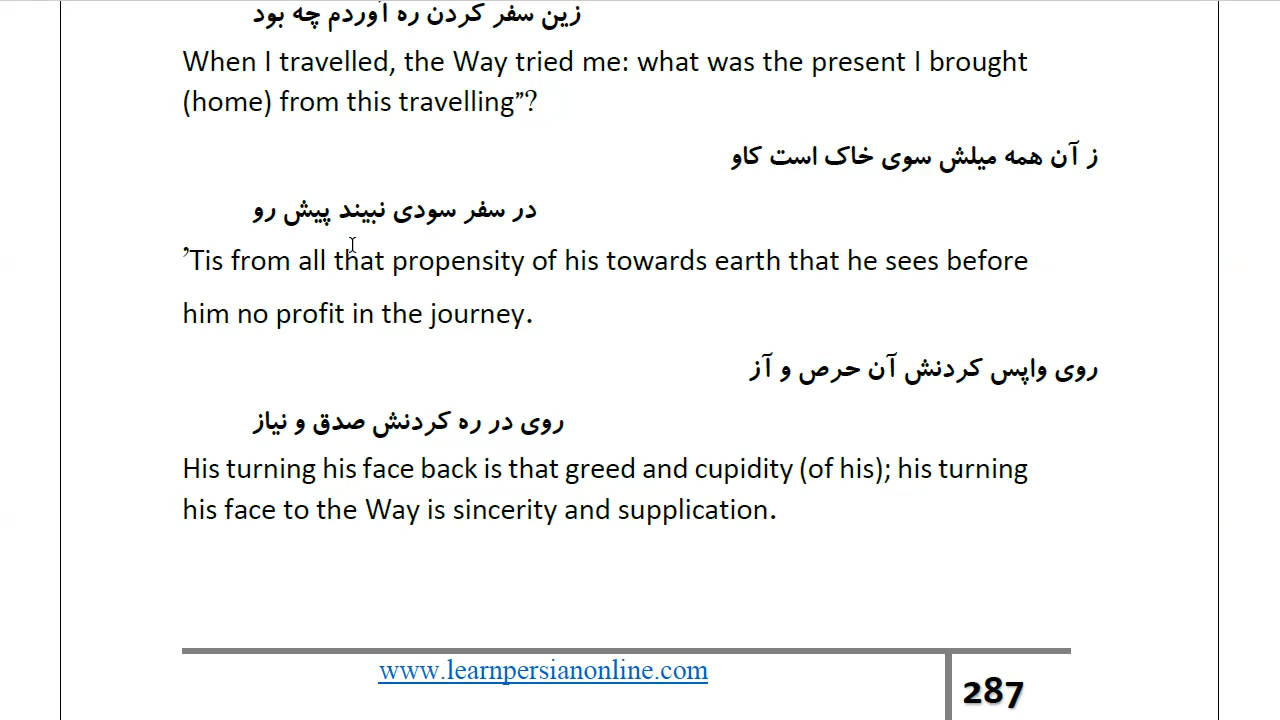 زین سفر کردن ره آوردم چه بود
When I travelled, the Way tried me: what was the present I brought
(home) from this travelling”?
ز آن همه میلش سوی خاک است کاو
در سفر سودی نبیند پیش رو
’Tis from all that propensity of his towards earth that he sees before
him no profit in the journey.
روی واپس کردنش آن حرص و آز
روی در ره کردنش صدق و نیاز
His turning his face back is that greed and cupidity (of his); his turning
his face to the Way is sincerity and supplication.
www.learnpersianonline.com
287